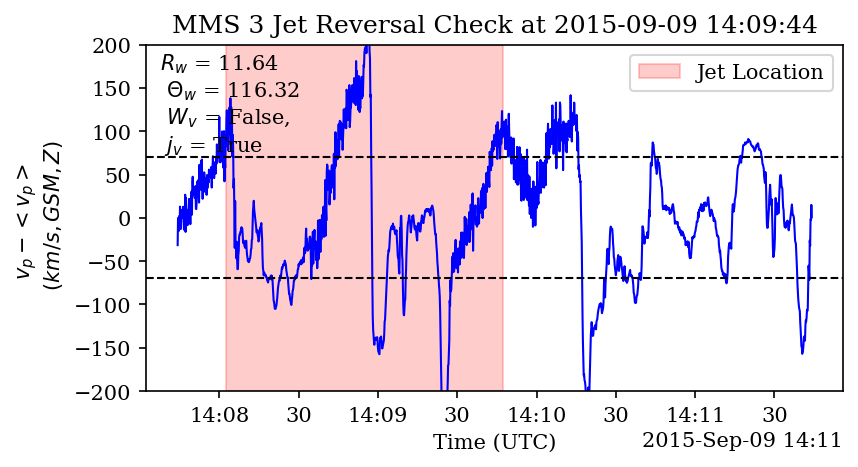 MMS 3 Jet Reversal Check at 2015-09-09 14:09:44
R_w = 11.64
Θ_w = 116.32
W_v = False,
j_v = True
Jet Location
200
150
100
50
0
−50
−100
−150
−200
v_p − <v_p>
(km/s, GSM, Z)
14:08 30 14:09 30 14:10 30 14:11 30
Time (UTC)
2015-Sep-09 14:11